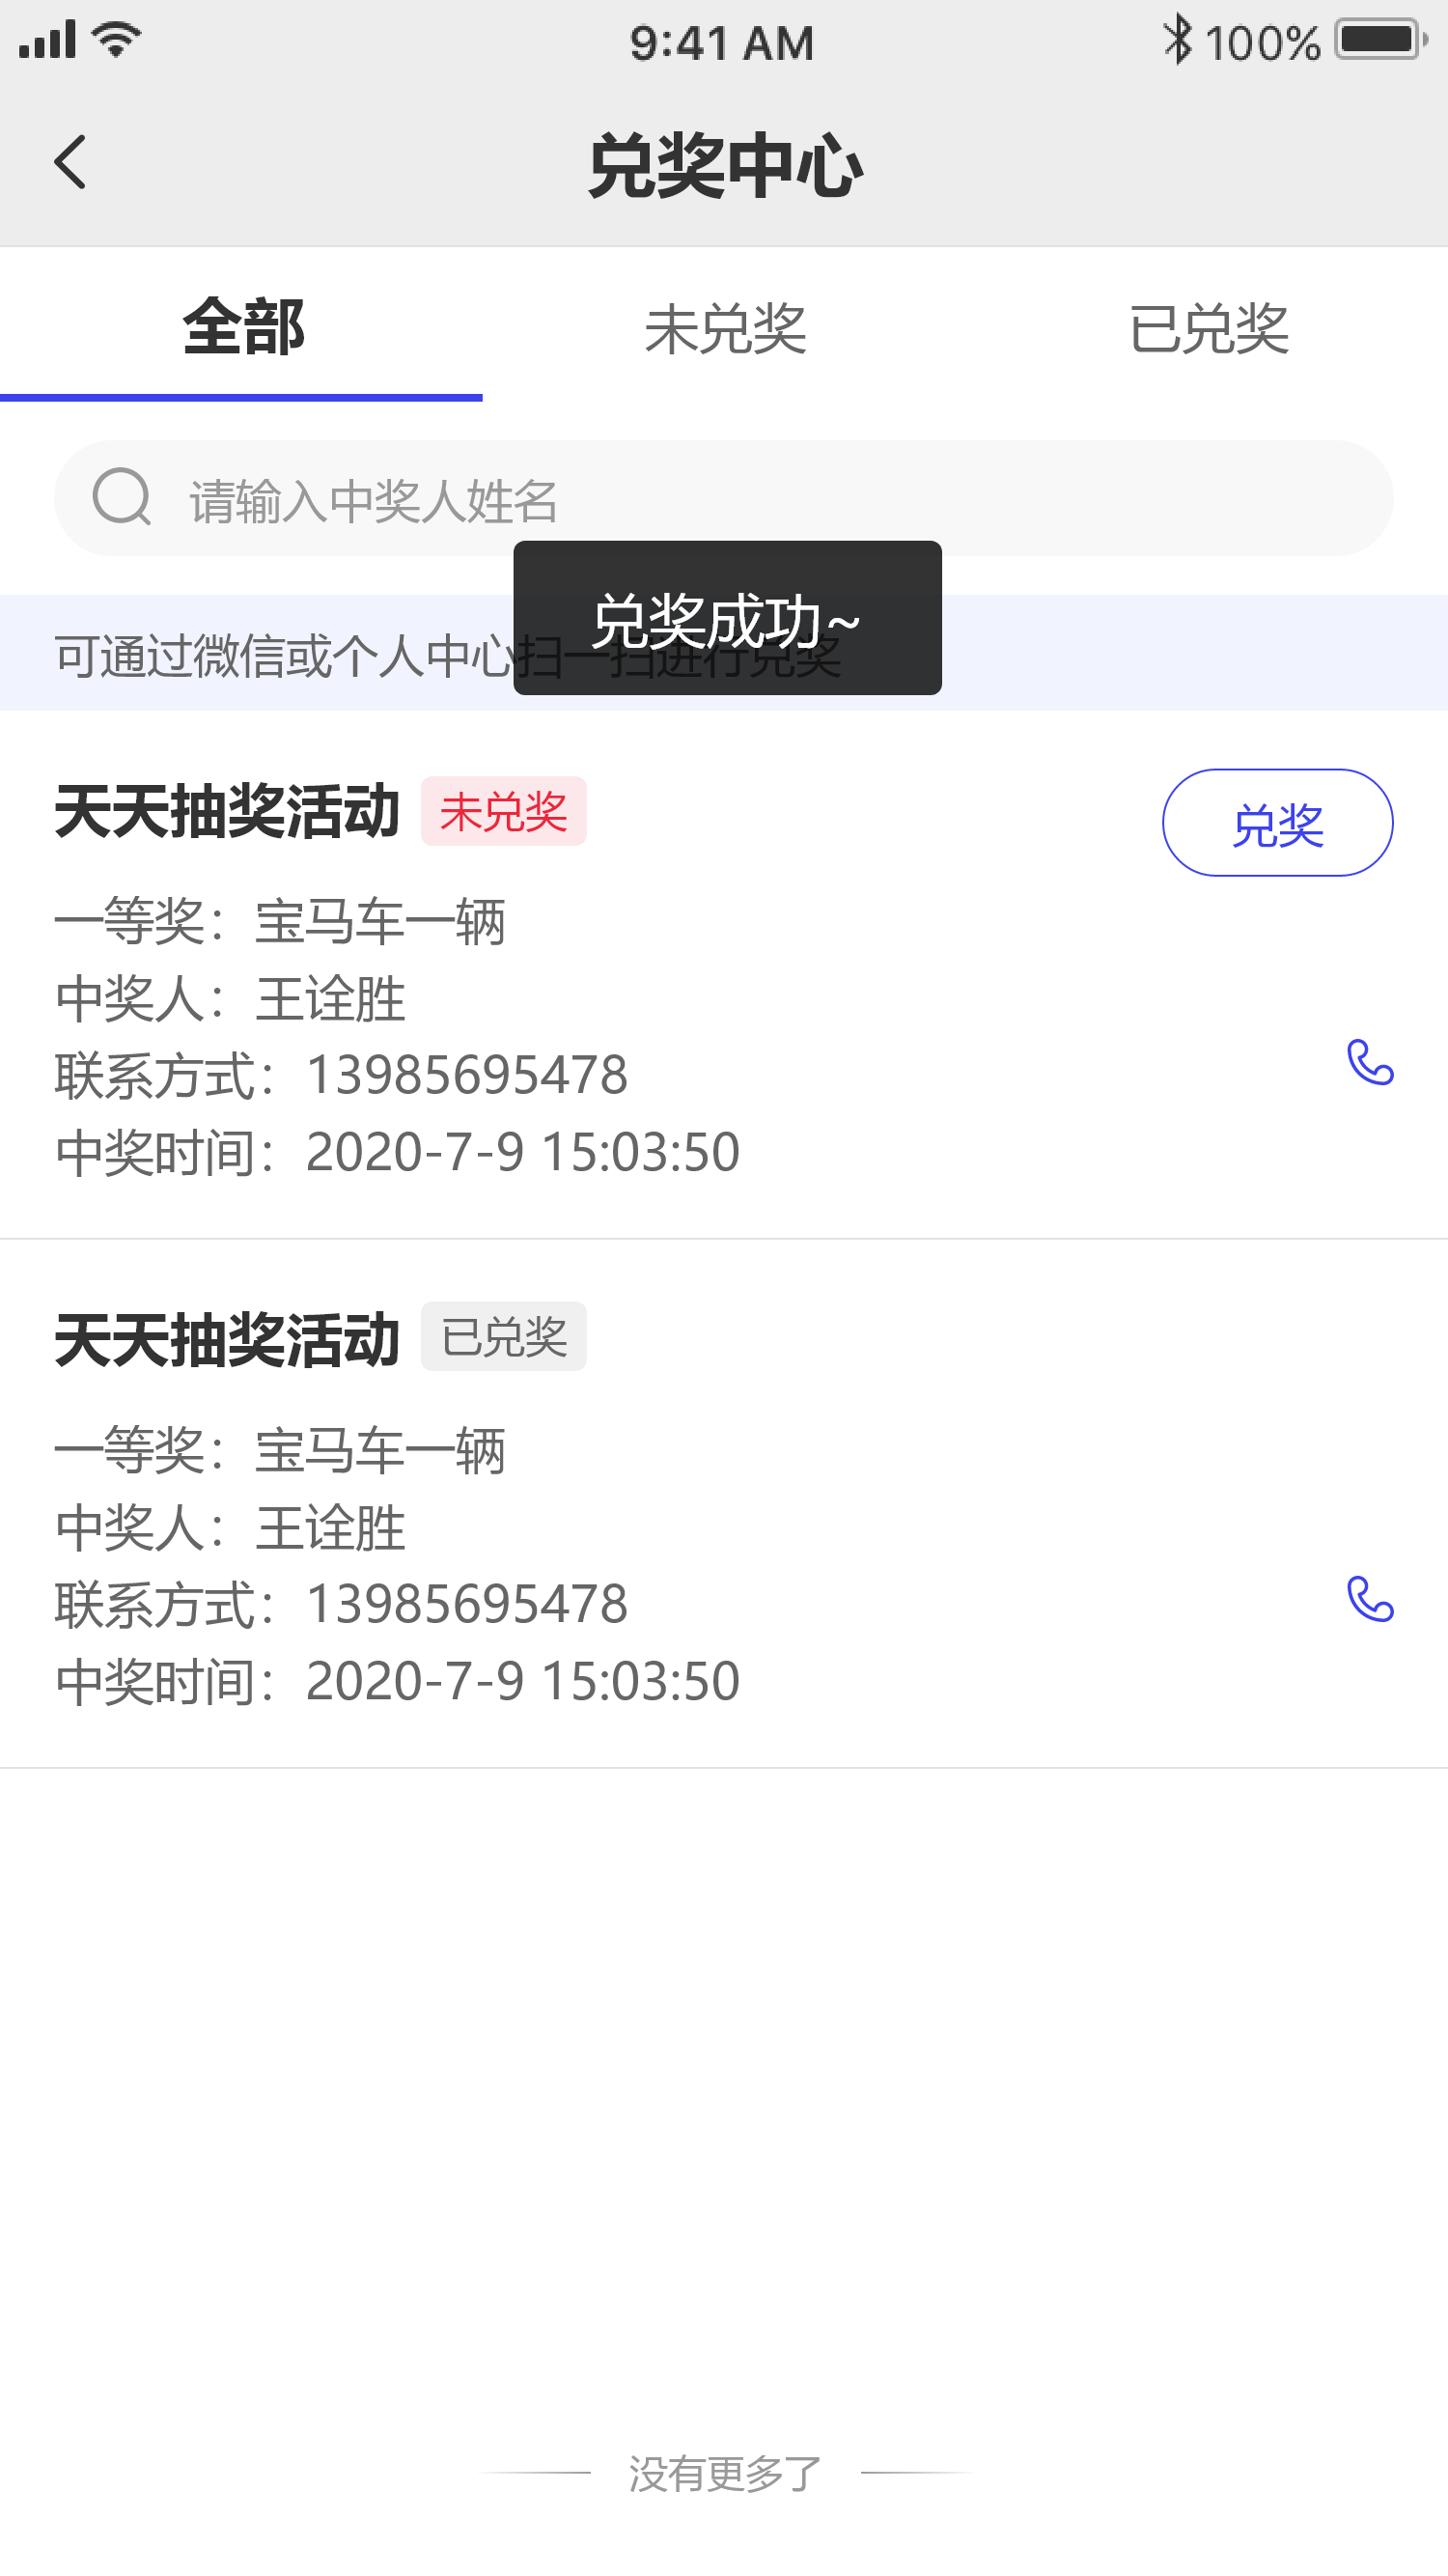 9:41 AM
100%
兑奖中心
全部
未兑奖
已兑奖
请输入中奖人姓名
兑奖成功~
可通过微信或个人中心扫一扫进行兑奖
天天抽奖活动
未兑奖
兑奖
一等奖：宝马车一辆
中奖人：王诠胜
联系方式：13985695478
中奖时间：2020-7-9 15:03:50
天天抽奖活动
已兑奖
一等奖：宝马车一辆
中奖人：王诠胜
联系方式：13985695478
中奖时间：2020-7-9 15:03:50
没有更多了